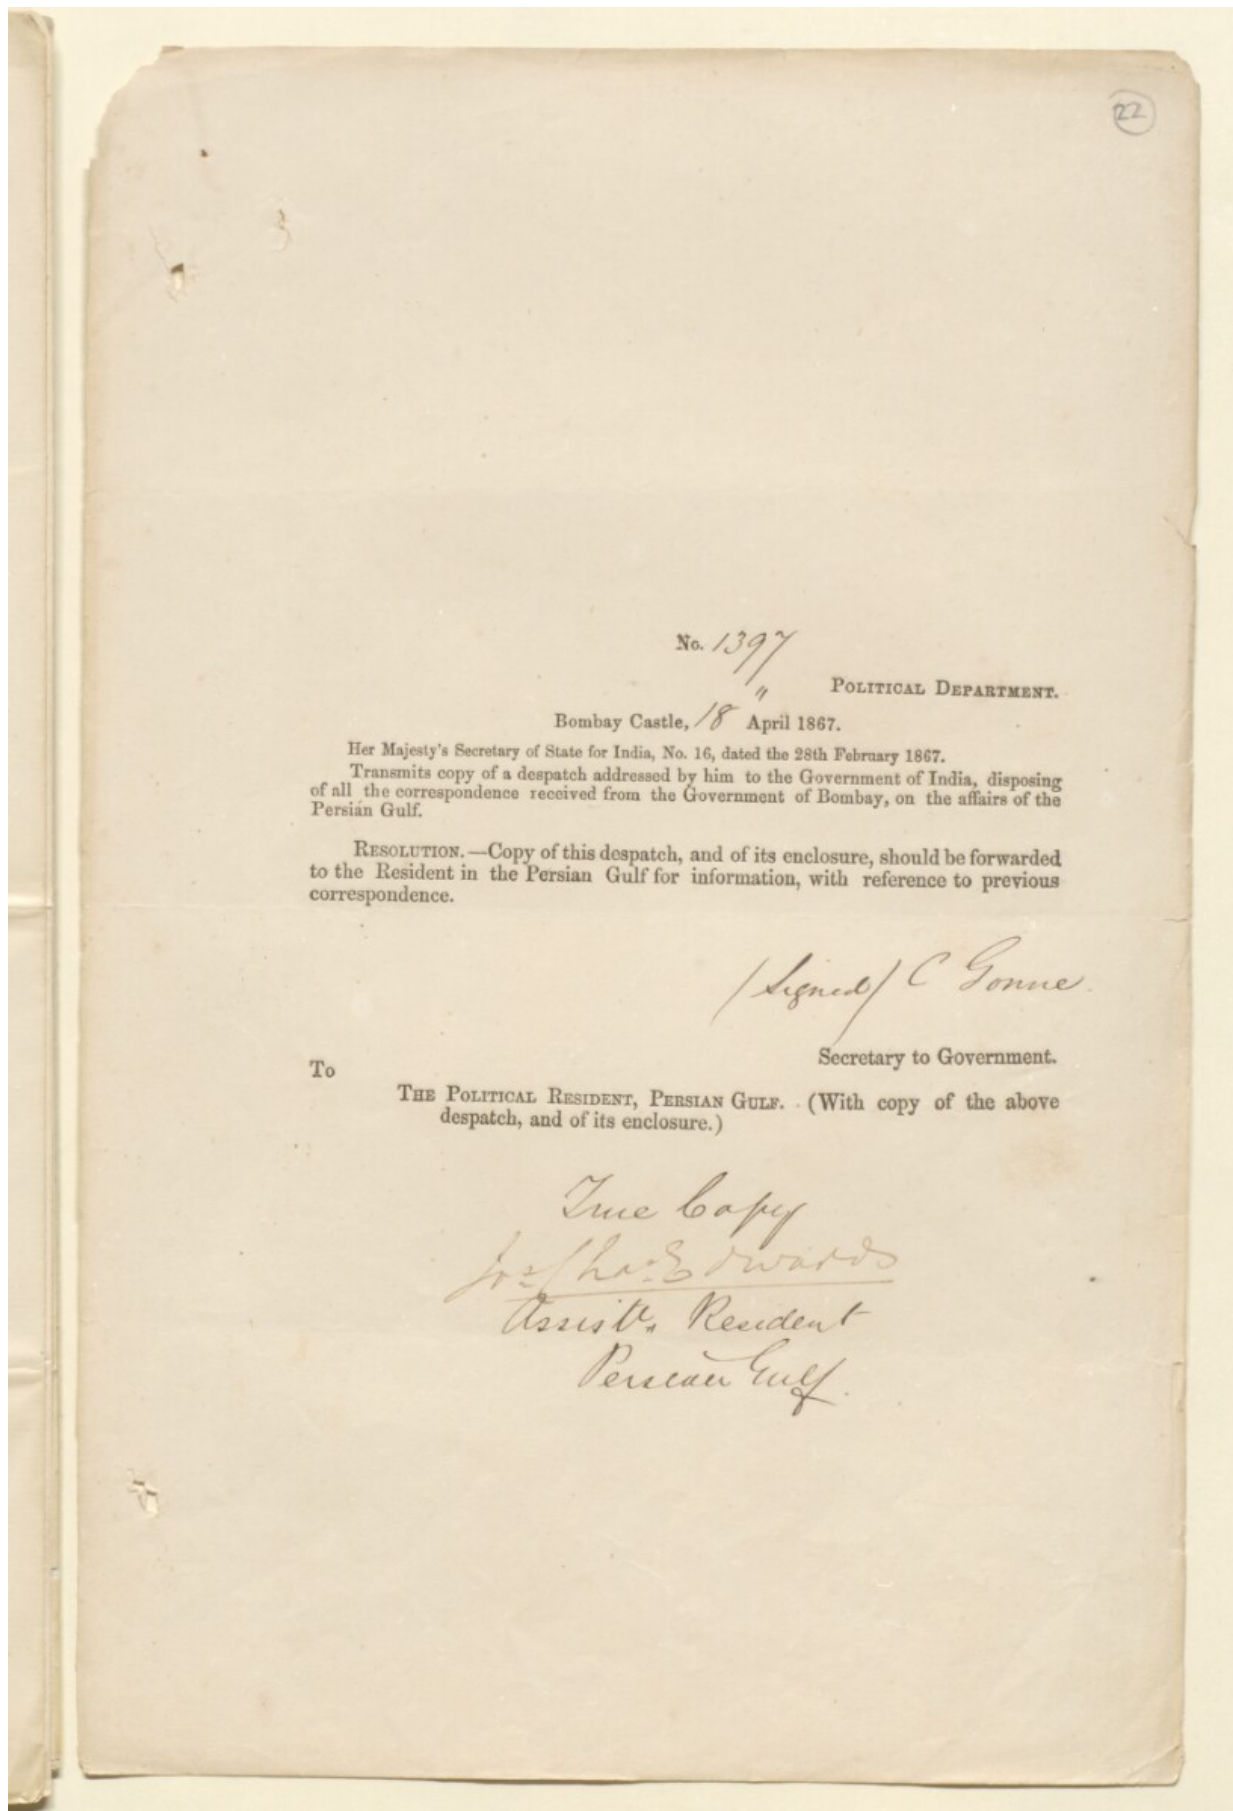 22
No. 1397
POLITICAL DEPARTMENT.
Bombay Castle, 18" April 1867.
Her Majesty's Secretary of State for India, No. 16, dated the 28th February 1867.
Transmits copy of a despatch addressed by him to the Government of India, disposing
of all the correspondence received from the Government of Bombay, on the affairs of the
Persian Gulf.
RESOLUTION.—Copy of this despatch, and of its enclosure, should be forwarded
to the Resident in the Persian Gulf for information, with reference to previous
correspondence.
(Signed) C Gonne.
Secretary to Government.
To
THE POLITICAL RESIDENT, PERSIAN GULF. (With copy of the above
despatch, and of its enclosure.)
True Copy
Edwards
Assistt. Resident
Persian Gulf.